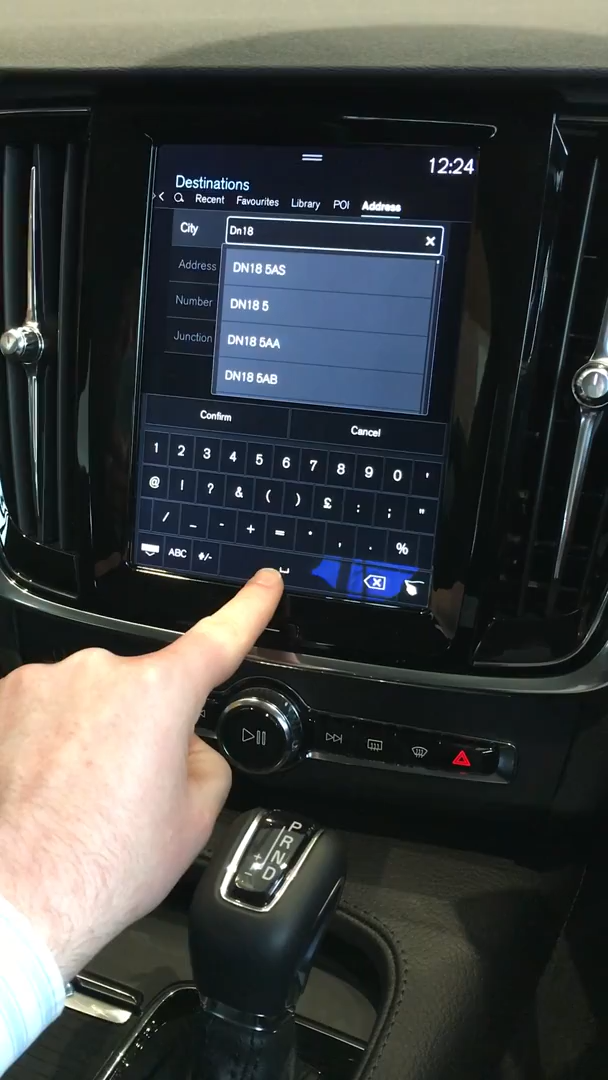 12:24
Destinations
Recent Favourites Library POI Address
City Dn18
Address DN18 5AS
Number DN18 5
Junction DN18 5AA
DN18 5AB
Confirm Cancel
1 2 3 4 5 6 7 8 9 0 '
@ ! ? & ( ) £ : ; "
/ _ - + = · , . %
ABC +/-
P
R
N
D
+
-